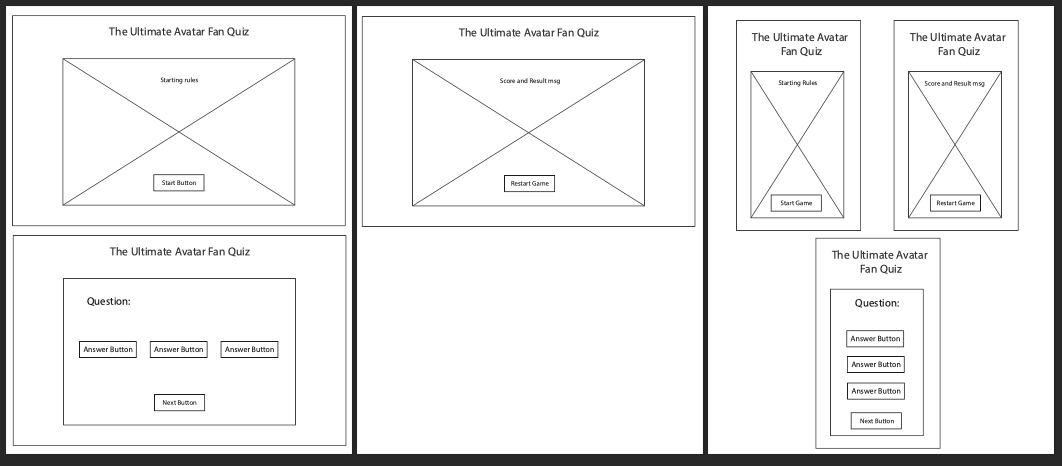 The Ultimate Avatar Fan Quiz
Starting rules
Start Button
The Ultimate Avatar Fan Quiz
Question:
Answer Button
Answer Button
Answer Button
Next Button
The Ultimate Avatar Fan Quiz
Score and Result msg
Restart Game
The Ultimate Avatar
Fan Quiz
Starting Rules
Start Game
The Ultimate Avatar
Fan Quiz
Score and Result msg
Restart Game
The Ultimate Avatar
Fan Quiz
Question:
Answer Button
Answer Button
Answer Button
Next Button